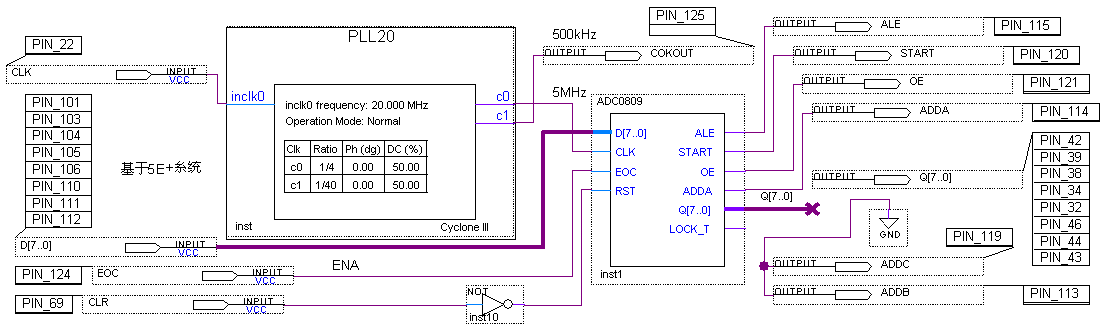 PIN_22
CLK
INPUT
VCC
PLL20
inclk0
inclk0 frequency: 20.000 MHz
Operation Mode: Normal
Clk Ratio Ph (dg) DC (%)
c0 1/4 0.00 50.00
c1 1/40 0.00 50.00
c0
c1
inst
Cyclone III
500kHz
5MHz
PIN_125
OUTPUT
COKOUT
PIN_101
PIN_103
PIN_104
PIN_105
PIN_106
PIN_110
PIN_111
PIN_112
基于5E+系统
D[7..0]
INPUT
VCC
PIN_124
EOC
INPUT
VCC
ENA
PIN_69
CLR
INPUT
VCC
NOT
inst10
ADC0809
D[7..0]
CLK
EOC
RST
ALE
START
OE
ADDA
Q[7..0]
LOCK_T
inst1
OUTPUT
ALE
PIN_115
OUTPUT
START
PIN_120
OUTPUT
OE
PIN_121
OUTPUT
ADDA
PIN_114
Q[7..0]
OUTPUT
Q[7..0]
PIN_42
PIN_39
PIN_38
PIN_34
PIN_32
PIN_46
PIN_44
PIN_43
GND
PIN_119
OUTPUT
ADDC
OUTPUT
ADDB
PIN_113